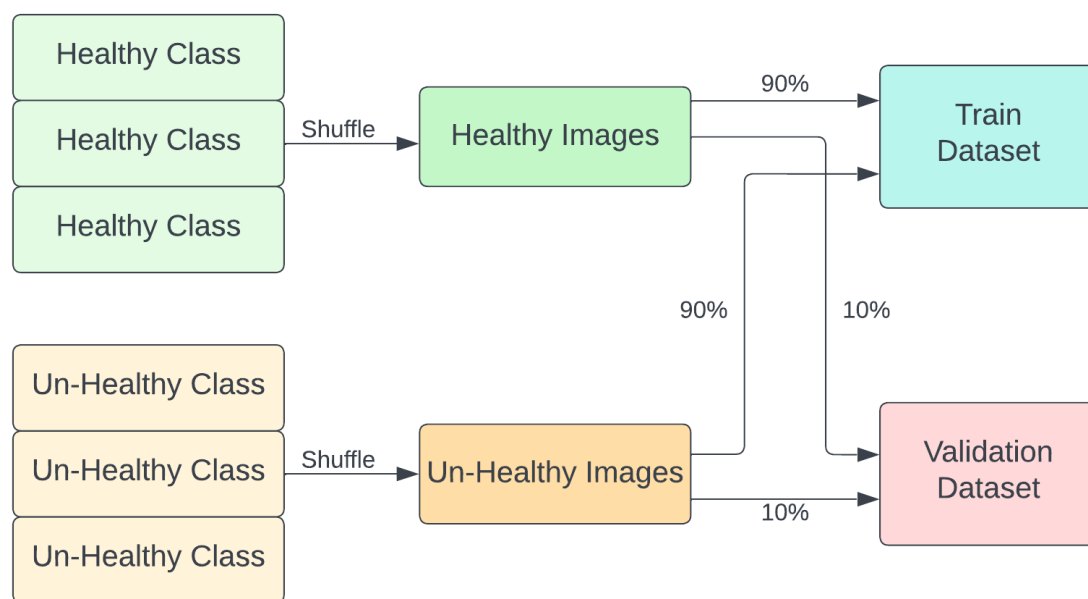 Healthy Class
Healthy Class
Healthy Class
Shuffle
Healthy Images
90%
Train
Dataset
90%
10%
Un-Healthy Class
Un-Healthy Class
Un-Healthy Class
Shuffle
Un-Healthy Images
10%
Validation
Dataset